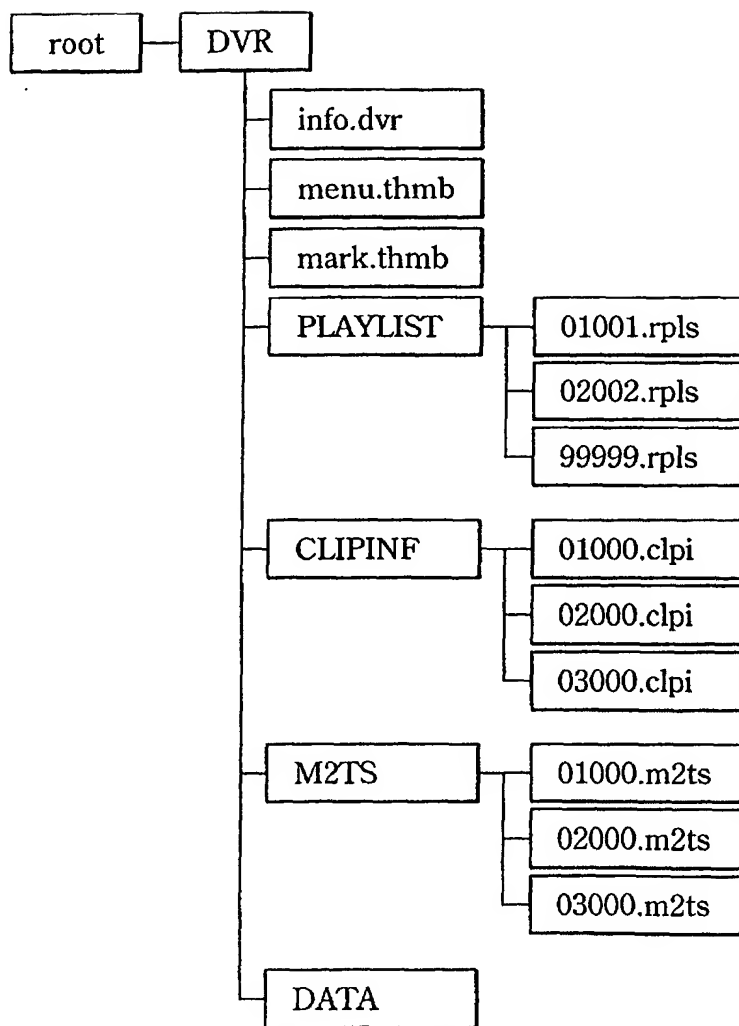 root DVR
info.dvr
menu.thmb
mark.thmb
PLAYLIST 01001.rpls
02002.rpls
99999.rpls
CLIPINF 01000.clpi
02000.clpi
03000.clpi
M2TS 01000.m2ts
02000.m2ts
03000.m2ts
DATA